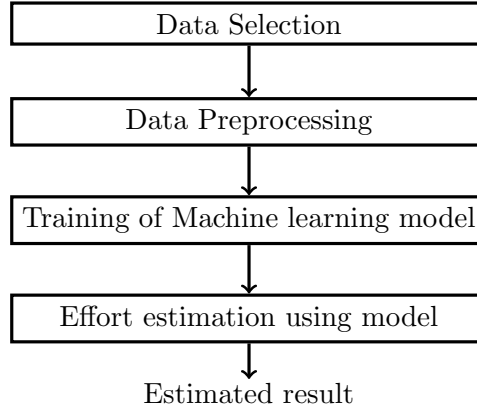 Data Selection
Data Preprocessing
Training of Machine learning model
Effort estimation using model
Estimated result